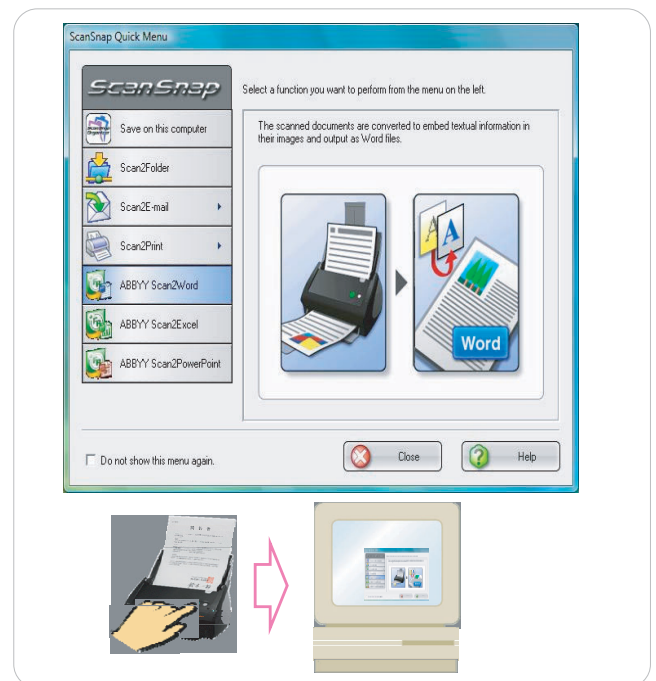 ScanSnap Quick Menu
ScanSnap
Select a function you want to perform from the menu on the left.
Save on this computer
Scan2Folder
Scan2E-mail
Scan2Print
ABBYY Scan2Word
ABBYY Scan2Excel
ABBYY Scan2PowerPoint
The scanned documents are converted to embed textual information in
their images and output as Word files.
A
A
Word
Do not show this menu again.
Close
Help